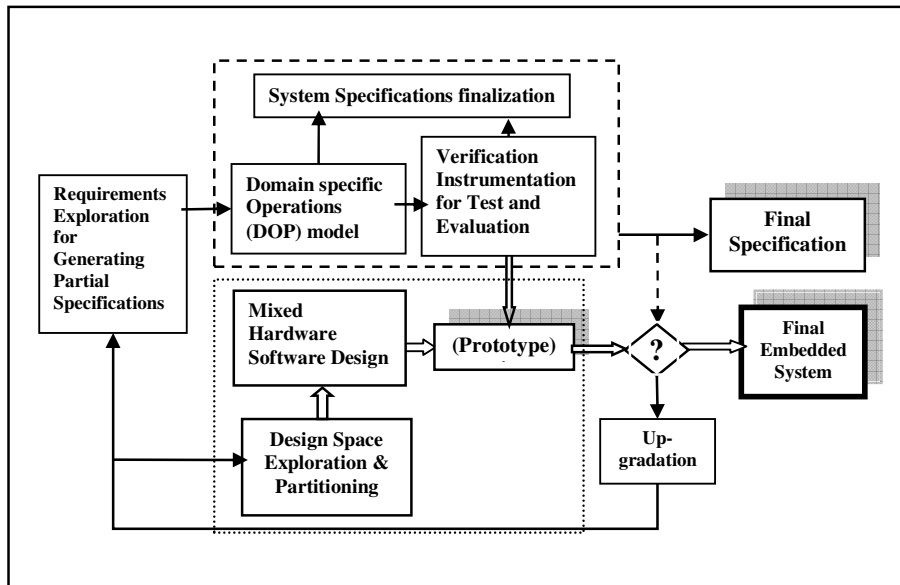 System Specifications finalization
Requirements
Exploration
for
Generating
Partial
Specifications
Domain specific
Operations
(DOP) model
Verification
Instrumentation
for Test and
Evaluation
Final
Specification
Mixed
Hardware
Software Design
(Prototype)
?
Final
Embedded
System
Design Space
Exploration &
Partitioning
Up-
gradation